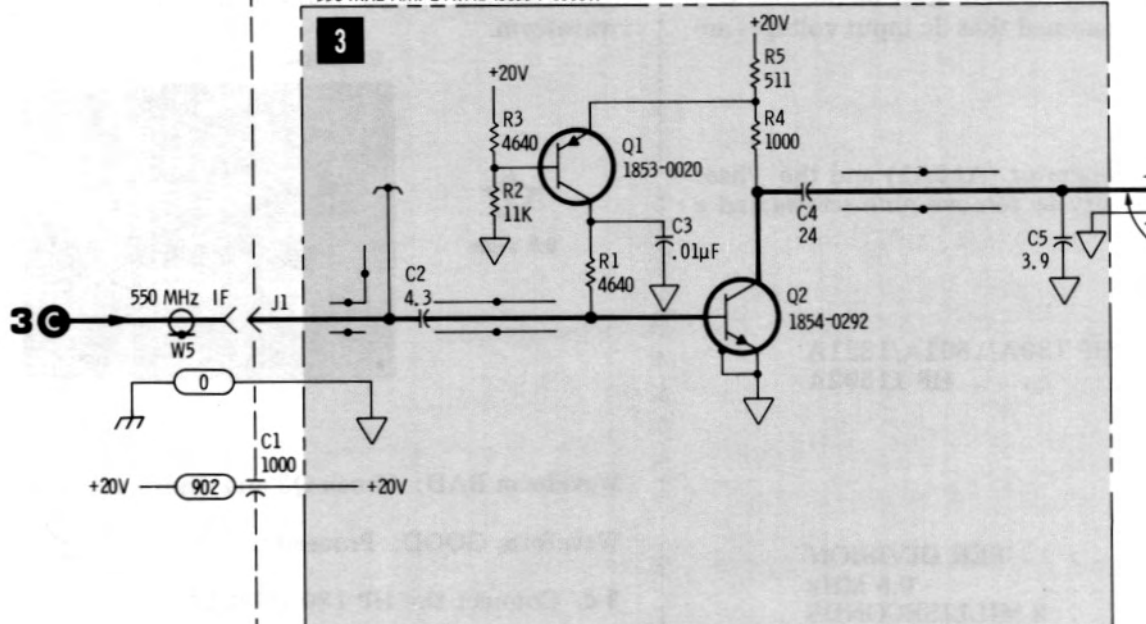 3
+20V
R5
511
+20V
R3
4640
R4
1000
Q1
1853-0020
R2
11K
C3
.01µF
C4
24
C5
3.9
R1
4640
C2
4.3
Q2
1854-0292
3 C
550 MHz IF
J1
W5
0
C1
1000
+20V
902
+20V